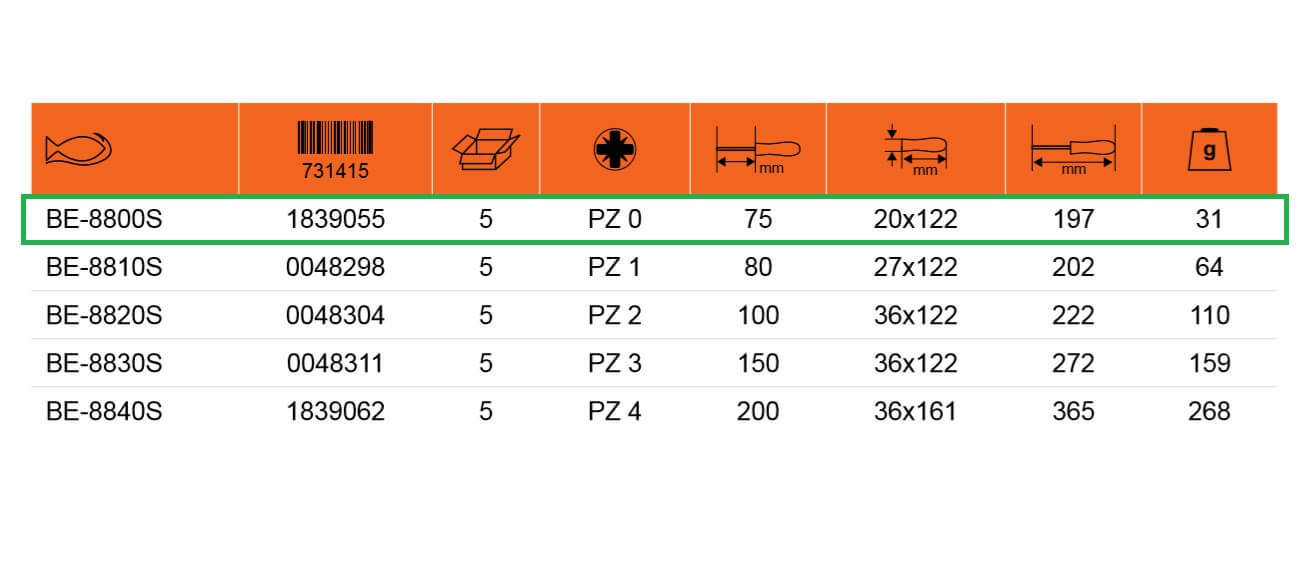 731415 mm mm mm g
BE-8800S 1839055 5 PZ 0 75 20x122 197 31
BE-8810S 0048298 5 PZ 1 80 27x122 202 64
BE-8820S 0048304 5 PZ 2 100 36x122 222 110
BE-8830S 0048311 5 PZ 3 150 36x122 272 159
BE-8840S 1839062 5 PZ 4 200 36x161 365 268